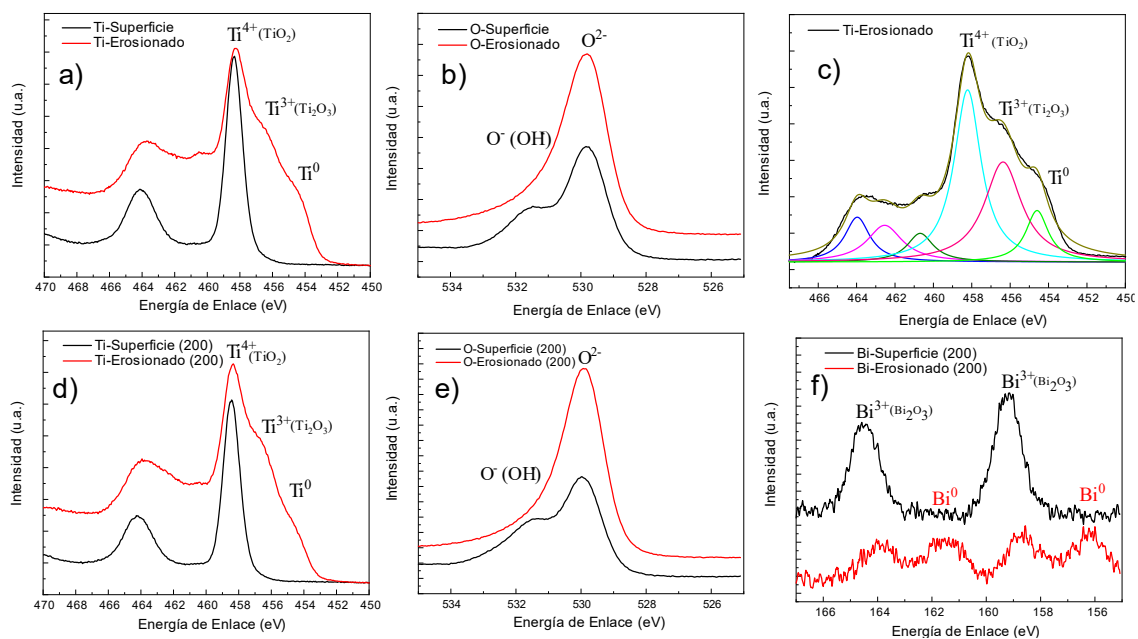 a)
Ti-Superficie
Ti-Erosionado
Ti⁴⁺(TiO₂)
Ti³⁺(Ti₂O₃)
Ti⁰
Intensidad (u.a.)
470 468 466 464 462 460 458 456 454 452 450
Energía de Enlace (eV)
b)
O-Superficie
O-Erosionado
O²⁻
O⁻ (OH)
Intensidad (u.a.)
534 532 530 528 526
Energía de Enlace (eV)
c)
Ti-Erosionado
Ti⁴⁺(TiO₂)
Ti³⁺(Ti₂O₃)
Ti⁰
Intensidad (u.a.)
466 464 462 460 458 456 454 452 450
Energía de Enlace (eV)
d)
Ti-Superficie (200)
Ti-Erosionado (200)
Ti⁴⁺(TiO₂)
Ti³⁺(Ti₂O₃)
Ti⁰
Intensidad (u.a.)
470 468 466 464 462 460 458 456 454 452 450
Energía de Enlace (eV)
e)
O-Superficie (200)
O-Erosionado (200)
O²⁻
O⁻ (OH)
Intensidad (u.a.)
534 532 530 528 526
Energía de Enlace (eV)
f)
Bi-Superficie (200)
Bi-Erosionado (200)
Bi³⁺(Bi₂O₃)
Bi³⁺(Bi₂O₃)
Bi⁰
Bi⁰
Intensidad (u.a.)
166 164 162 160 158 156
Energía de Enlace (eV)